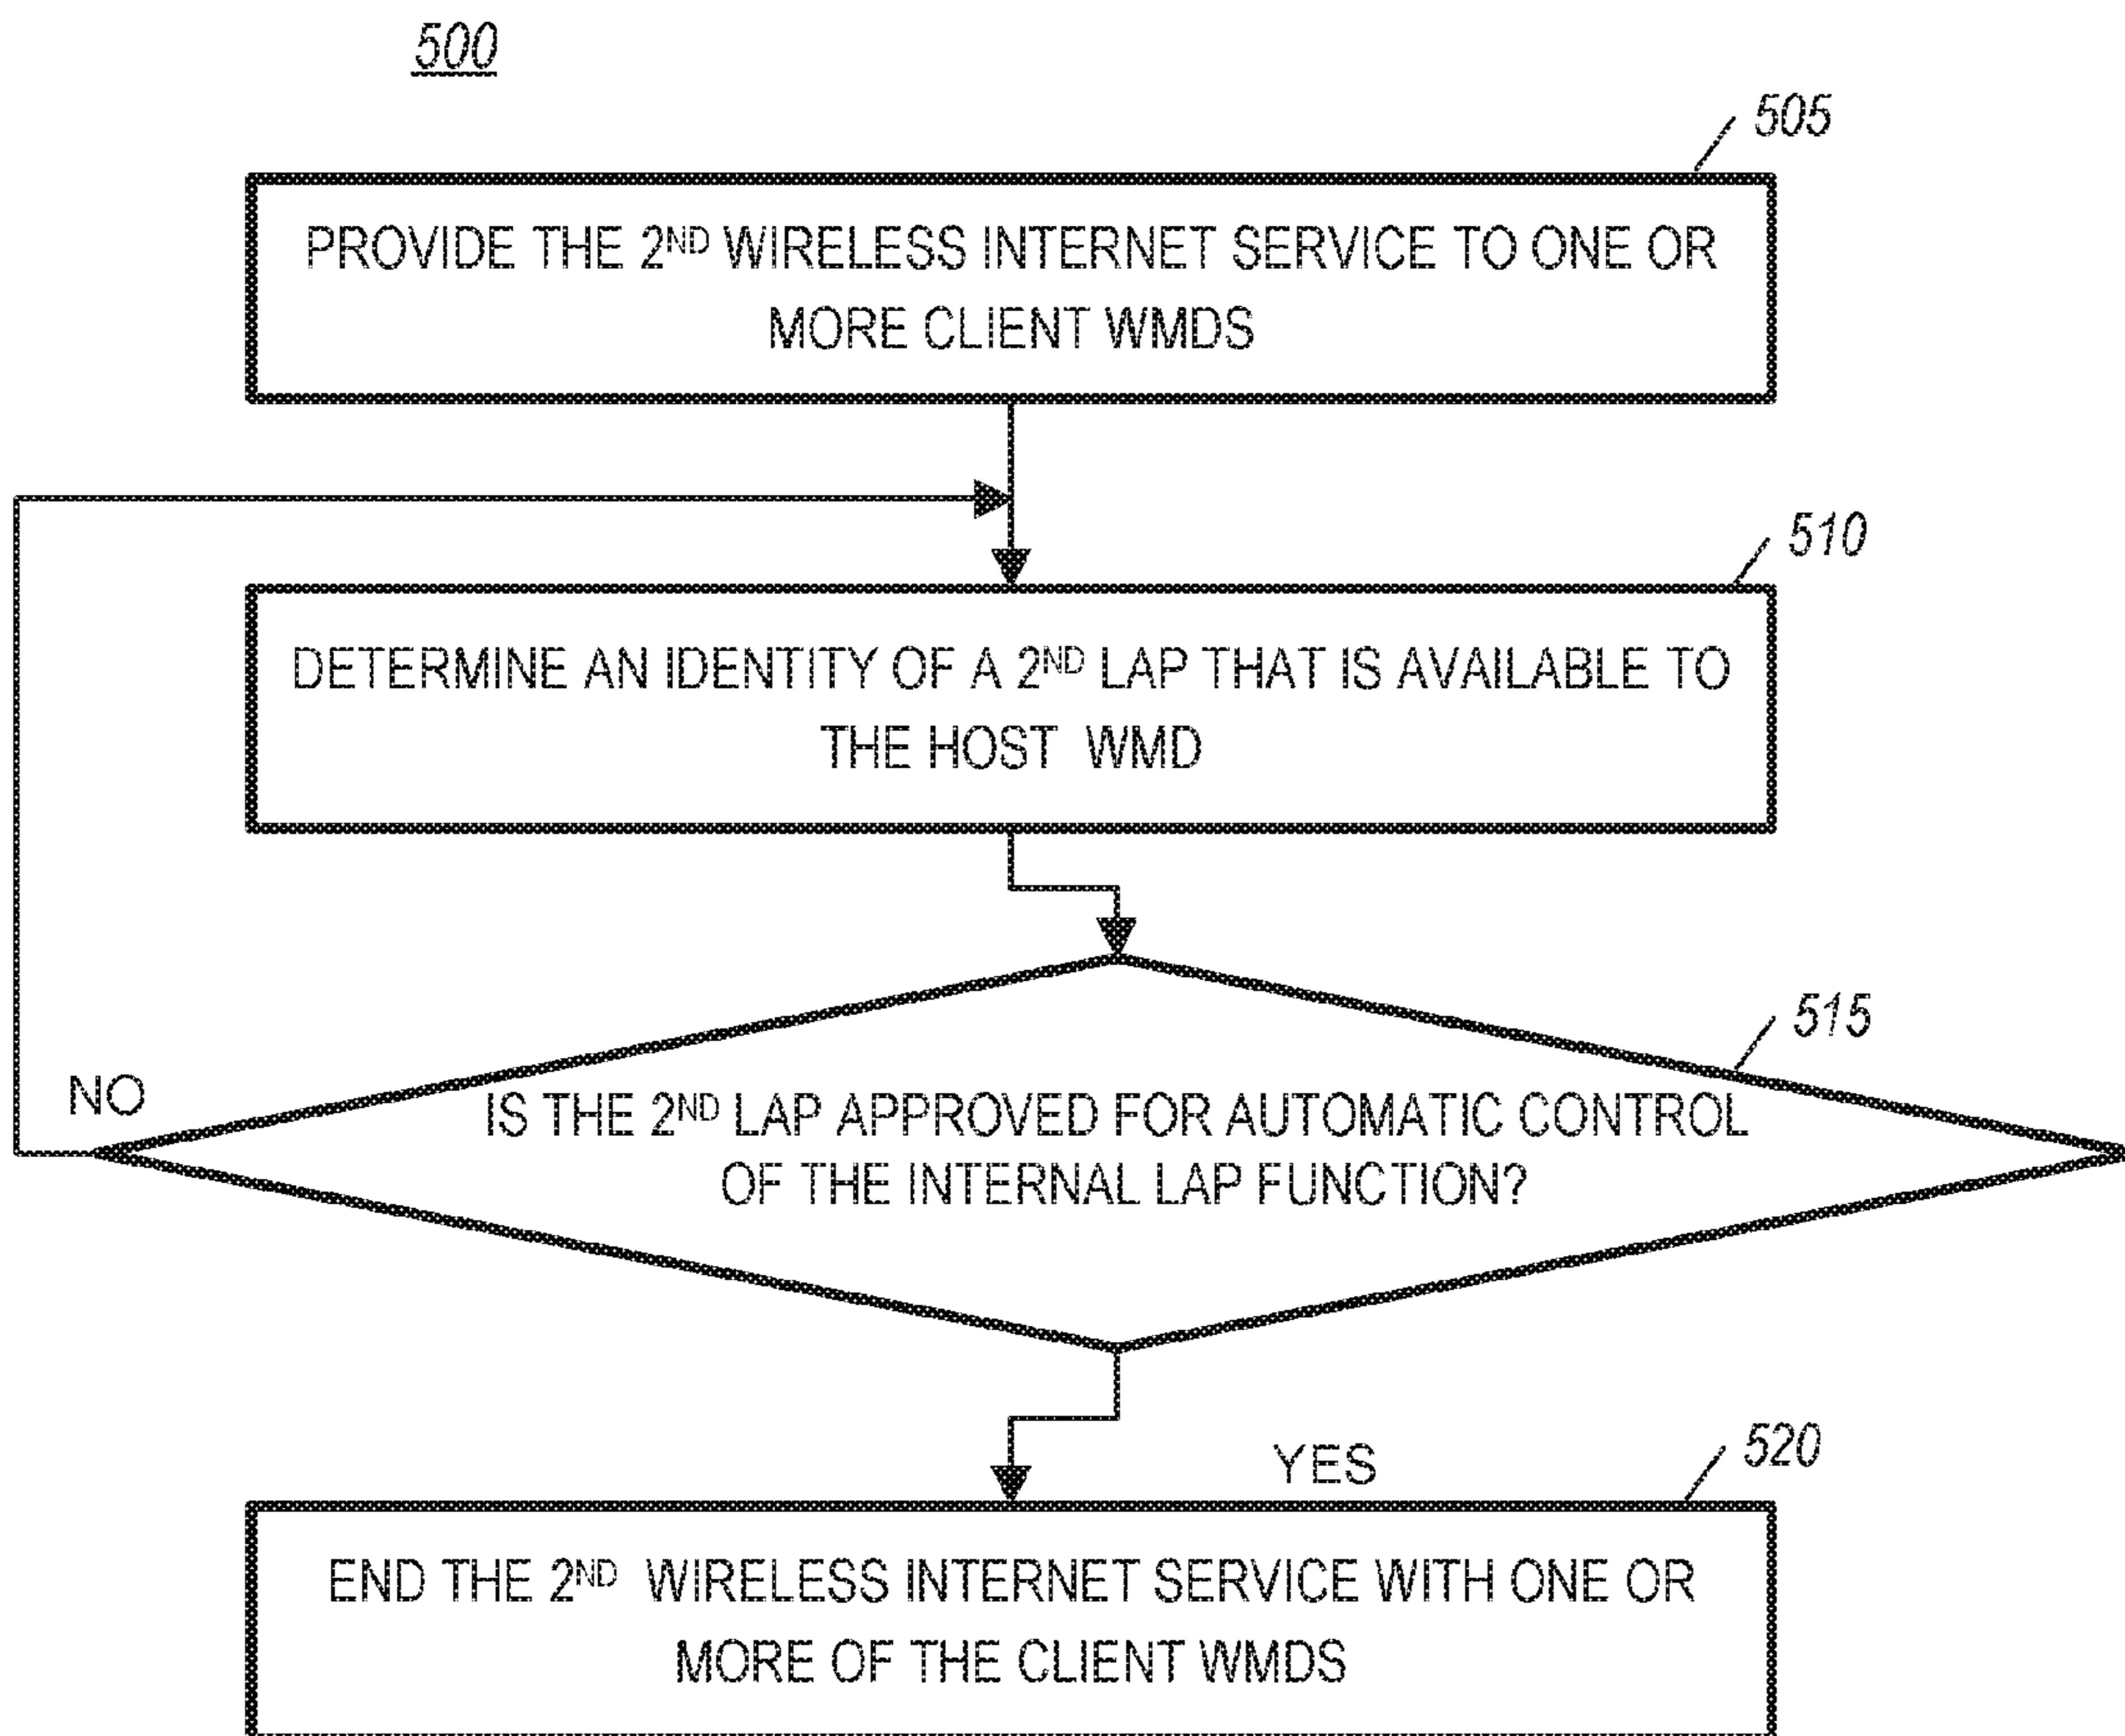 500
505
PROVIDE THE 2ND WIRELESS INTERNET SERVICE TO ONE OR
MORE CLIENT WMDS
510
DETERMINE AN IDENTITY OF A 2ND LAP THAT IS AVAILABLE TO
THE HOST WMD
515
NO
IS THE 2ND LAP APPROVED FOR AUTOMATIC CONTROL
OF THE INTERNAL LAP FUNCTION?
YES
520
END THE 2ND WIRELESS INTERNET SERVICE WITH ONE OR
MORE OF THE CLIENT WMDS